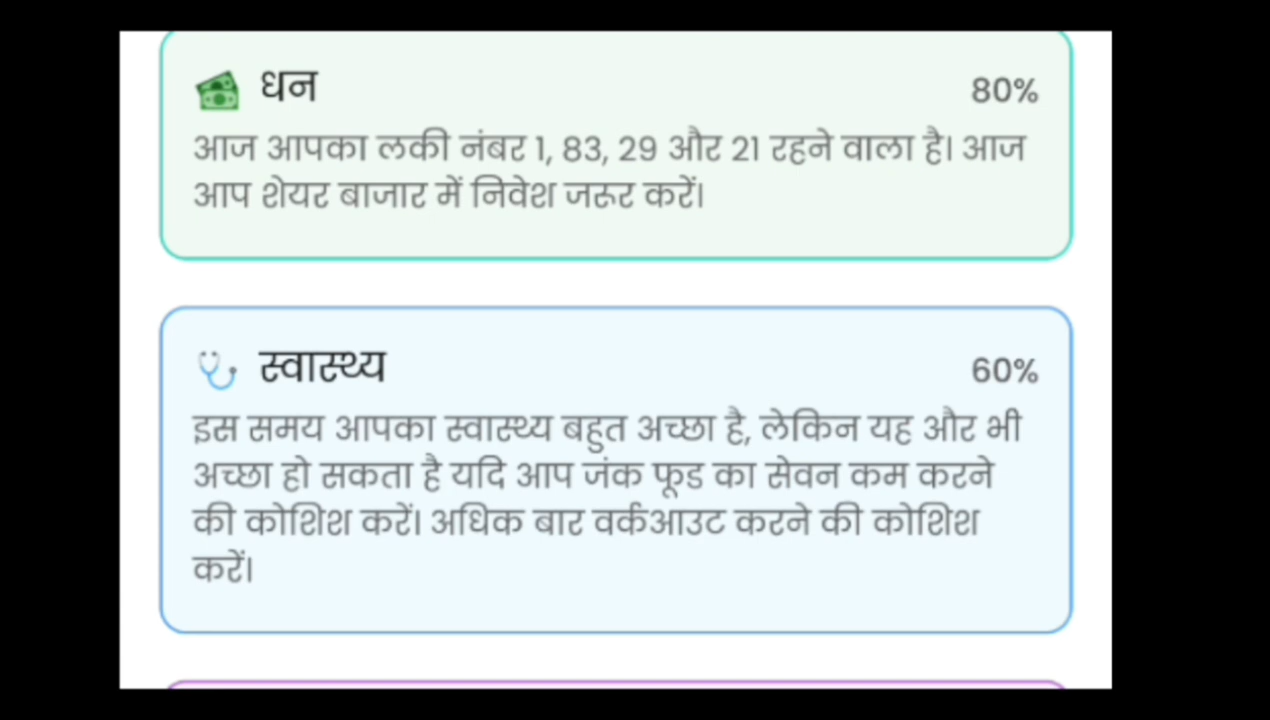 धन
80%
आज आपका लकी नंबर 1, 83, 29 और 21 रहने वाला है। आज
आप शेयर बाजार में निवेश जरूर करें।
स्वास्थ्य
60%
इस समय आपका स्वास्थ्य बहुत अच्छा है, लेकिन यह और भी
अच्छा हो सकता है यदि आप जंक फूड का सेवन कम करने
की कोशिश करें। अधिक बार वर्कआउट करने की कोशिश
करें।